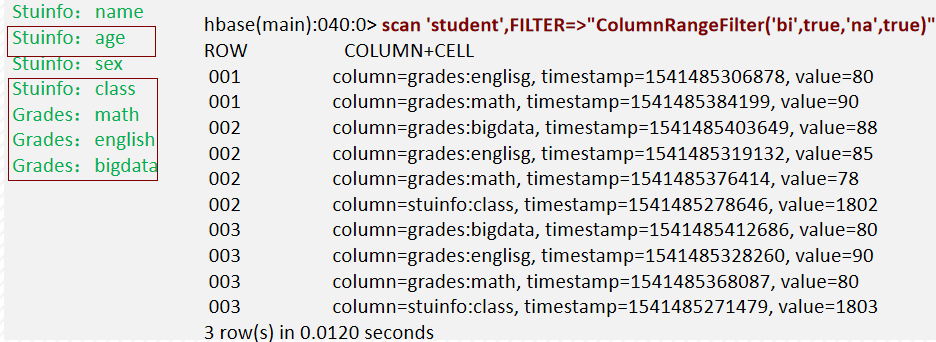 Stuinfo：name
Stuinfo：age
Stuinfo：sex
Stuinfo：class
Grades：math
Grades：english
Grades：bigdata
hbase(main):040:0> scan 'student',FILTER=>"ColumnRangeFilter('bi',true,'na',true)"
ROW COLUMN+CELL
001 column=grades:englisg, timestamp=1541485306878, value=80
001 column=grades:math, timestamp=1541485384199, value=90
002 column=grades:bigdata, timestamp=1541485403649, value=88
002 column=grades:englisg, timestamp=1541485319132, value=85
002 column=grades:math, timestamp=1541485376414, value=78
002 column=stuinfo:class, timestamp=1541485278646, value=1802
003 column=grades:bigdata, timestamp=1541485412686, value=80
003 column=grades:englisg, timestamp=1541485328260, value=90
003 column=grades:math, timestamp=1541485368087, value=80
003 column=stuinfo:class, timestamp=1541485271479, value=1803
3 row(s) in 0.0120 seconds